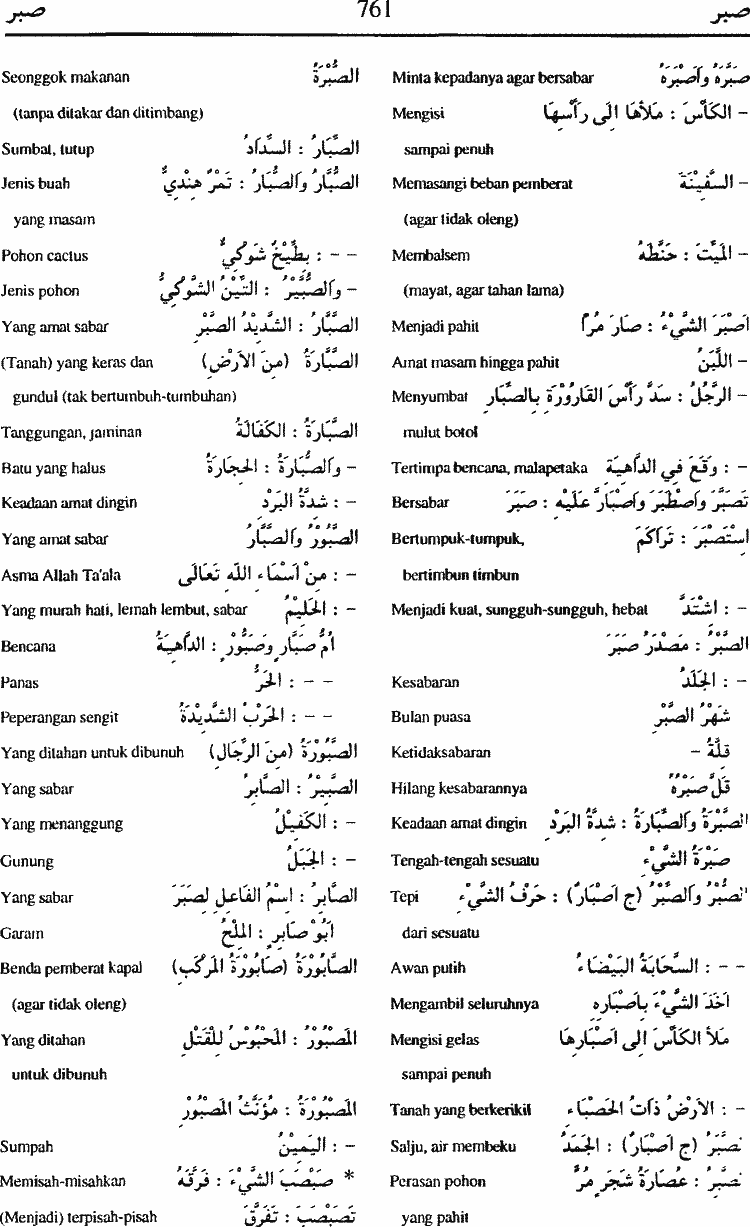 صبر 761 صبر
صَبَّرَهُ وَأَصْبَرَهُ Minta kepadanya agar bersabar
– الكَأْسَ : مَلَأَهَا اِلَى رَأْسِهَا Mengisi
sampai penuh
– السَّفِيْنَةَ Memasangi beban pemberat
(agar tidak oleng)
– المَيِّتَ : حَنَّطَهُ Membalsem
(mayat, agar tahan lama)
اَصْبَرَ الشَّيْءُ : صَارَ مُرًّا Menjadi pahit
– اللَّبَنُ Amat masam hingga pahit
– الرَّجُلُ : سَدَّ رَأْسَ القَارُوْرَةِ بِالصِّبَارِ Menyumbat
mulut botol
– : وَقَعَ فِي الدَّاهِيَةِ Tertimpa bencana, malapetaka
تَصَبَّرَ وَاصْطَبَرَ وَاصْبَارَّ عَلَيْهِ : صَبَرَ Bersabar
اسْتَصْبَرَ : تَرَاكَمَ Bertumpuk-tumpuk,
bertimbun timbun
– : اشْتَدَّ Menjadi kuat, sungguh-sungguh, hebat
الصَّبْرُ : مَصْدَرُ صَبَرَ
– : الجَلَدُ Kesabaran
شَهْرُ الصَّبْرِ Bulan puasa
قِلَّةُ – Ketidaksabaran
قَلَّ صَبْرُهُ Hilang kesabarannya
الصَّبْرَةُ وَالصَّبَارَةُ : شِدَّةُ البَرْدِ Keadaan amat dingin
صَبْرَةُ الشَّيْءِ Tengah-tengah sesuatu
الصُّبْرُ وَالصِّبْرُ (ج اَصْبَارٌ) : حَرْفُ الشَّيْءِ Tepi
dari sesuatu
– – : السَّحَابَةُ البَيْضَاءُ Awan putih
اَخَذَ الشَّيْءَ بِأَصْبَارِهِ Mengambil seluruhnya
مَلَأَ الكَأْسَ اِلَى اَصْبَارِهَا Mengisi gelas
sampai penuh
– : الاَرْضُ ذَاتُ الحَصْبَاءِ Tanah yang berkerikil
الصَّبَرُ (ج اَصْبَارٌ) : الجَمَدُ Salju, air membeku
الصَّبِرُ : عُصَارَةُ شَجَرٍ مُرٍّ Perasan pohon
yang pahit
الصُّبْرَةُ Seonggok makanan
(tanpa ditakar dan ditimbang)
الصِّبَارُ : السِّدَادُ Sumbat, tutup
الصُّبَّارُ وَالصُّبَارُ : تَمْرٌ هِنْدِيٌّ Jenis buah
yang masam
– – : بِطِّيْخٌ شَوْكِيٌّ Pohon cactus
– وَالصُّبَّيْرُ : التِّيْنُ الشَّوْكِيُّ Jenis pohon
الصَّبَّارُ : الشَّدِيْدُ الصَّبْرِ Yang amat sabar
الصَّبَّارَةُ (مِنَ الاَرْضِ) (Tanah) yang keras dan
gundul (tak bertumbuh-tumbuhan)
الصَّبَارَةُ : الكَفَالَةُ Tanggungan, jaminan
– وَالصُّبَارَةُ : الحِجَارَةُ Batu yang halus
– : شِدَّةُ البَرْدِ Keadaan amat dingin
الصَّبُوْرُ وَالصَّبَّارُ Yang amat sabar
– : مِنْ اَسْمَاءِ اللّٰهِ تَعَالَى Asma Allah Ta'ala
– : الحَلِيْمُ Yang murah hati, lemah lembut, sabar
اُمُّ صَبَّارٍ وَصَبُّوْرٍ : الدَّاهِيَةُ Bencana
– – : الحَرُّ Panas
– – : الحَرْبُ الشَّدِيْدَةُ Peperangan sengit
الصَّبُوْرَةُ (مِنَ الرِّجَالِ) Yang ditahan untuk dibunuh
الصَّبِيْرُ : الصَّابِرُ Yang sabar
– : الكَفِيْلُ Yang menanggung
– : الجَبَلُ Gunung
الصَّابِرُ : اسْمُ الفَاعِلِ لِصَبَرَ Yang sabar
اَبُوْ صَابِرٍ : المِلْحُ Garam
الصَّابُوْرَةُ (صَابُوْرَةُ المَرْكَبِ) Benda pemberat kapal
(agar tidak oleng)
المَصْبُوْرُ : المَحْبُوْسُ لِلْقَتْلِ Yang ditahan
untuk dibunuh
المَصْبُوْرَةُ : مُؤَنَّثُ المَصْبُوْرِ
– : اليَمِيْنُ Sumpah
* صَبْصَبَ الشَّيْءَ : فَرَّقَهُ Memisah-misahkan
تَصَبْصَبَ : تَفَرَّقَ (Menjadi) terpisah-pisah